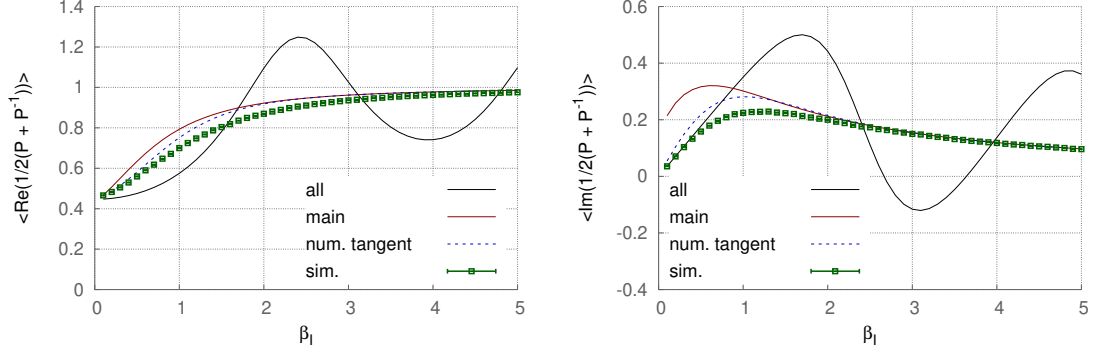 <Re(1/2(P + P⁻¹))>
1.4
1.2
1
0.8
0.6
0.4
0.2
0
all
main
num. tangent
sim.
0 1 2 3 4 5
β_I
<Im(1/2(P + P⁻¹))>
0.6
0.4
0.2
0
-0.2
-0.4
all
main
num. tangent
sim.
0 1 2 3 4 5
β_I